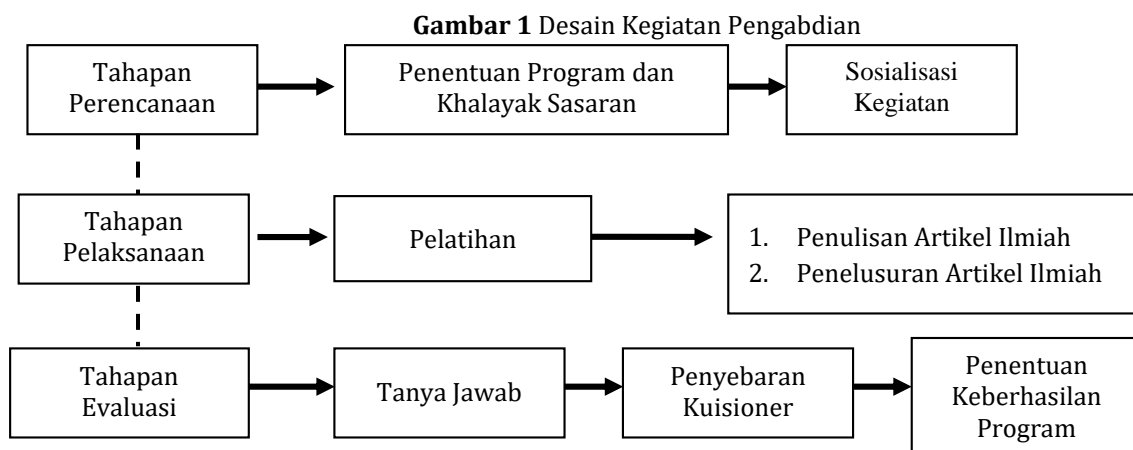 Gambar 1 Desain Kegiatan Pengabdian
Tahapan
Perencanaan
Penentuan Program dan
Khalayak Sasaran
Sosialisasi
Kegiatan
Tahapan
Pelaksanaan
Pelatihan
1. Penulisan Artikel Ilmiah
2. Penelusuran Artikel Ilmiah
Tahapan
Evaluasi
Tanya Jawab
Penyebaran
Kuisioner
Penentuan
Keberhasilan
Program